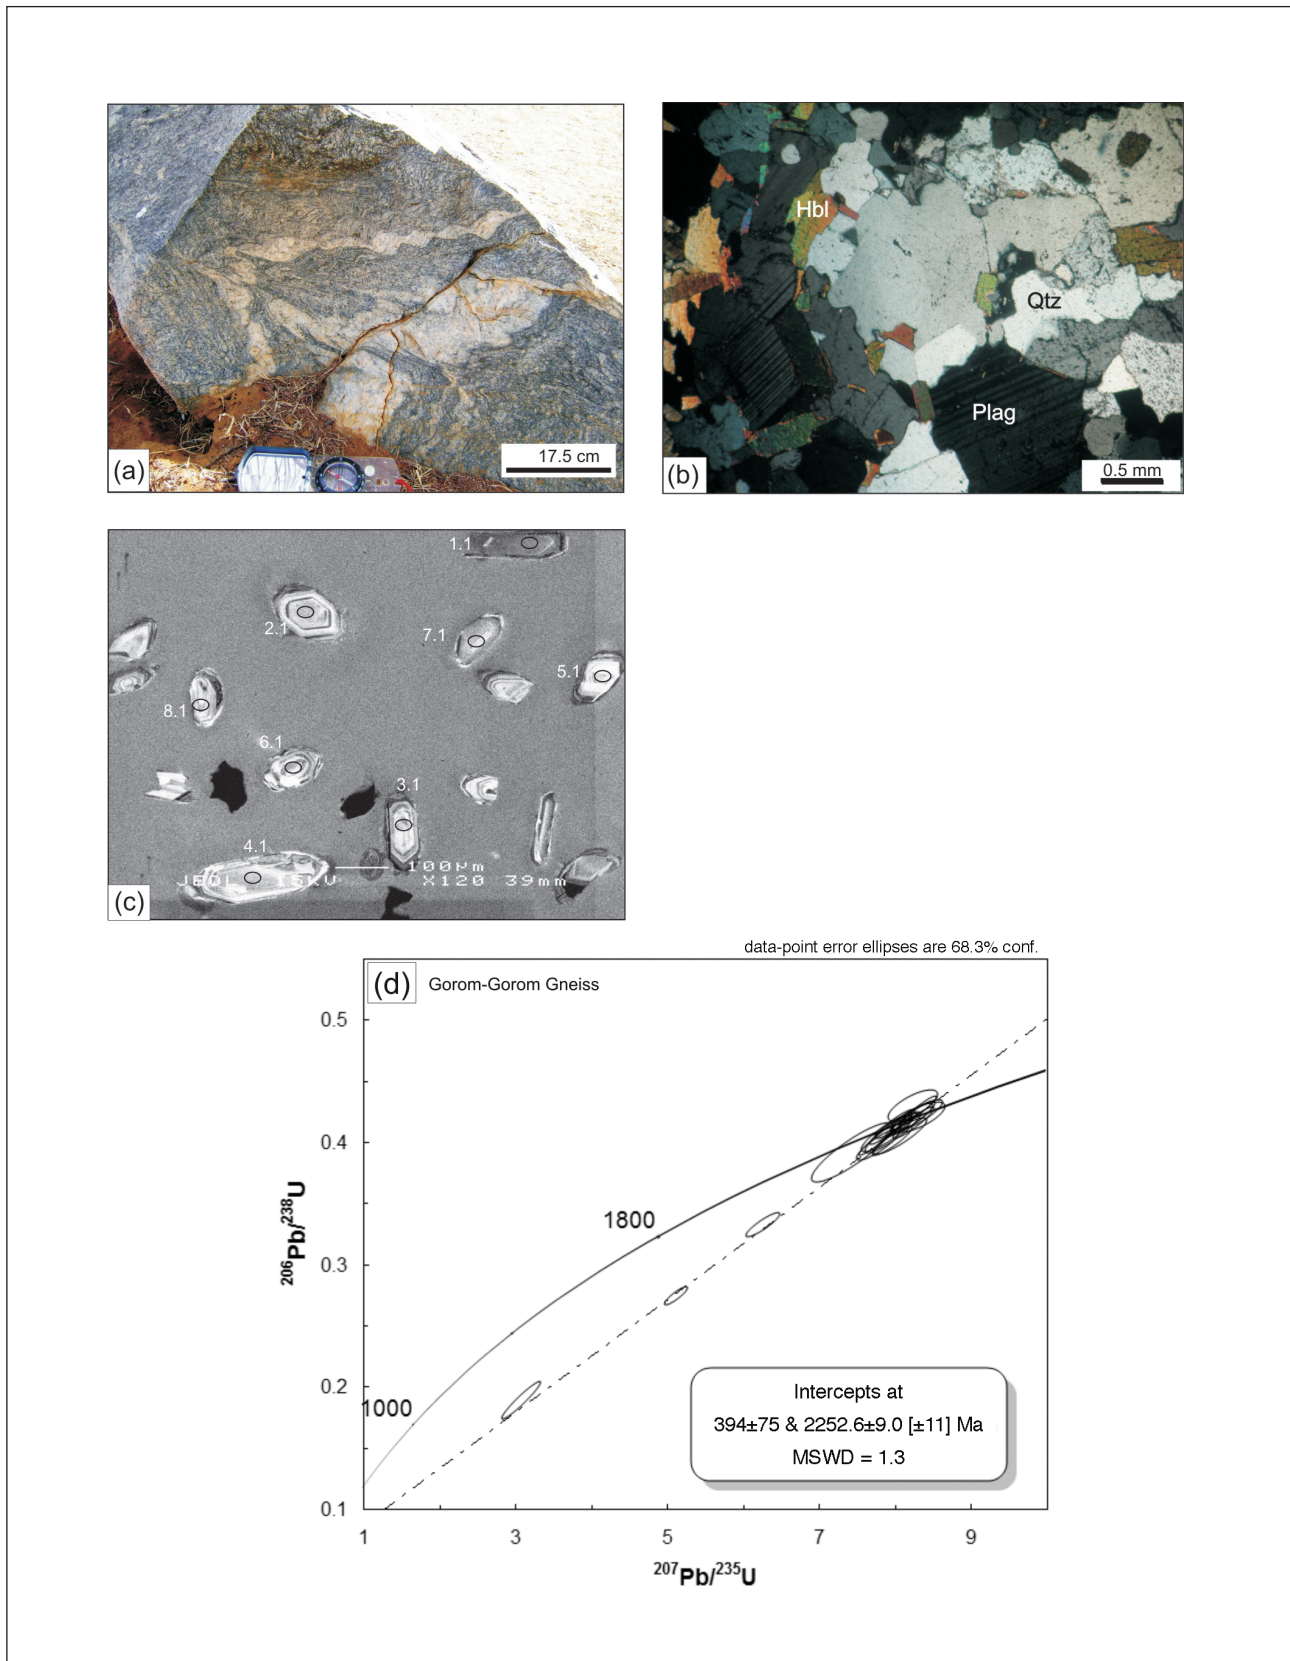 (a)
17.5 cm
Hbl
Qtz
Plag
(b)
0.5 mm
1.1
2.1
7.1
5.1
8.1
6.1
3.1
4.1
100µm
JEOL 15KV X120 39mm
(c)
data-point error ellipses are 68.3% conf.
(d) Gorom-Gorom Gneiss
0.5
0.4
0.3
0.2
0.1
²⁰⁶Pb/²³⁸U
1800
1000
Intercepts at
394±75 & 2252.6±9.0 [±11] Ma
MSWD = 1.3
1 3 5 7 9
²⁰⁷Pb/²³⁵U